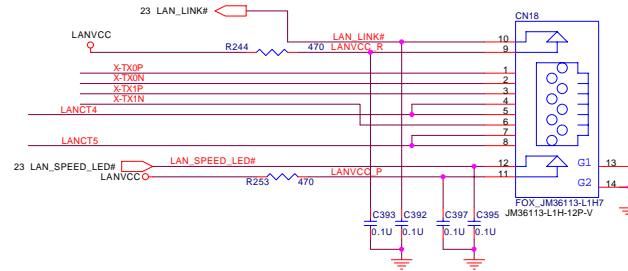 23 LAN_LINK#
CN18
LANVCC
LAN_LINK#
10
R244
470
LANVCC_R
9
X-TX0P
1
X-TX0N
2
X-TX1P
3
X-TX1N
4
LANCT4
5
6
7
LANCT5
8
23 LAN_SPEED_LED#
LAN_SPEED_LED#
12
G1
13
LANVCC
R253
470
LANVCC_P
11
G2
14
FOX_JM36113-L1H7
JM36113-L1H-12P-V
C393
C392
C397
C395
0.1U
0.1U
0.1U
0.1U